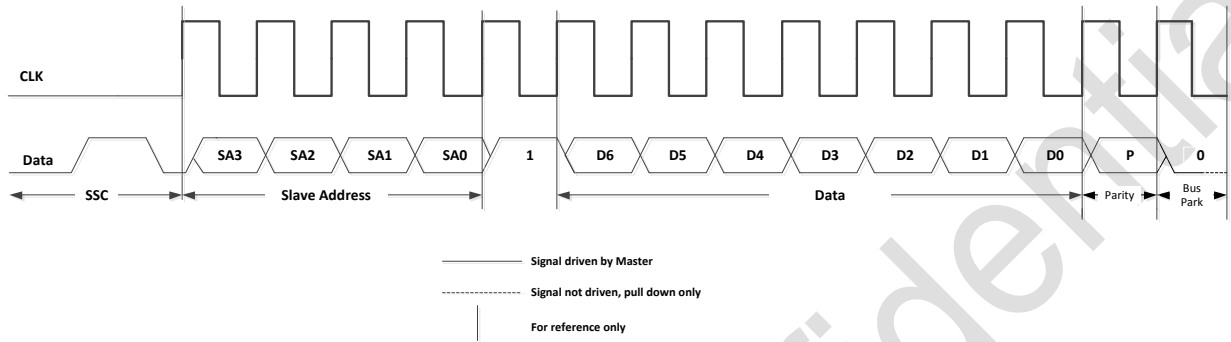 CLK
Data SA3 SA2 SA1 SA0 1 D6 D5 D4 D3 D2 D1 D0 P 0
SSC Slave Address Data Parity Bus
Park
Signal driven by Master
Signal not driven, pull down only
For reference only